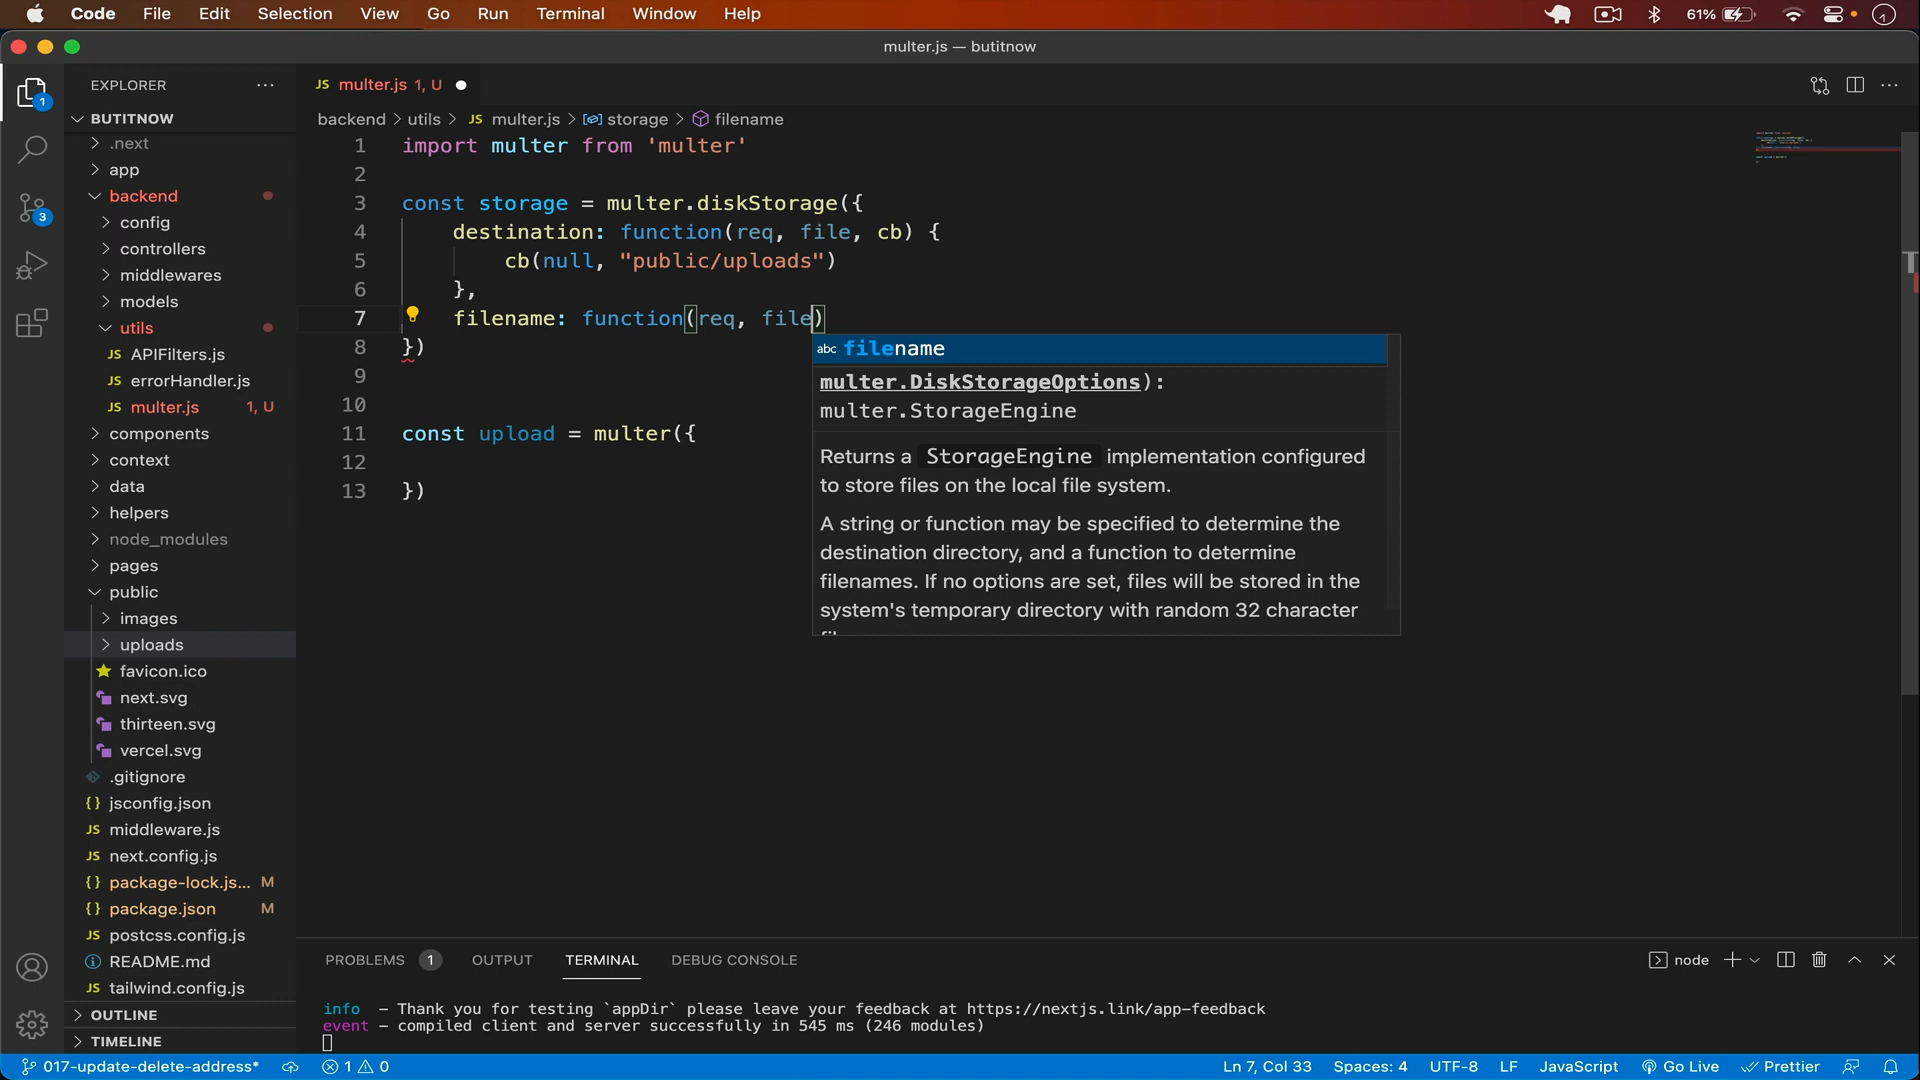 Code File Edit Selection View Go Run Terminal Window Help 61%
multer.js — butitnow
EXPLORER
BUTITNOW
.next
app
backend
config
controllers
middlewares
models
utils
JS APIFilters.js
JS errorHandler.js
JS multer.js 1, U
components
context
data
helpers
node_modules
pages
public
images
uploads
favicon.ico
next.svg
thirteen.svg
vercel.svg
.gitignore
{} jsconfig.json
JS middleware.js
JS next.config.js
{} package-lock.js... M
{} package.json M
JS postcss.config.js
README.md
JS tailwind.config.js
OUTLINE
TIMELINE
1
3
JS multer.js 1, U
backend > utils > JS multer.js > storage > filename
1 import multer from 'multer'
2
3 const storage = multer.diskStorage({
4 destination: function(req, file, cb) {
5 cb(null, "public/uploads")
6 },
7 filename: function(req, file)
8 })
9
10
11 const upload = multer({
12
13 })
abc filename
multer.DiskStorageOptions):
multer.StorageEngine
Returns a StorageEngine implementation configured
to store files on the local file system.
A string or function may be specified to determine the
destination directory, and a function to determine
filenames. If no options are set, files will be stored in the
system's temporary directory with random 32 character
PROBLEMS 1 OUTPUT TERMINAL DEBUG CONSOLE node
info – Thank you for testing `appDir` please leave your feedback at https://nextjs.link/app-feedback
event – compiled client and server successfully in 545 ms (246 modules)
017-update-delete-address* 1 0 Ln 7, Col 33 Spaces: 4 UTF-8 LF JavaScript Go Live Prettier